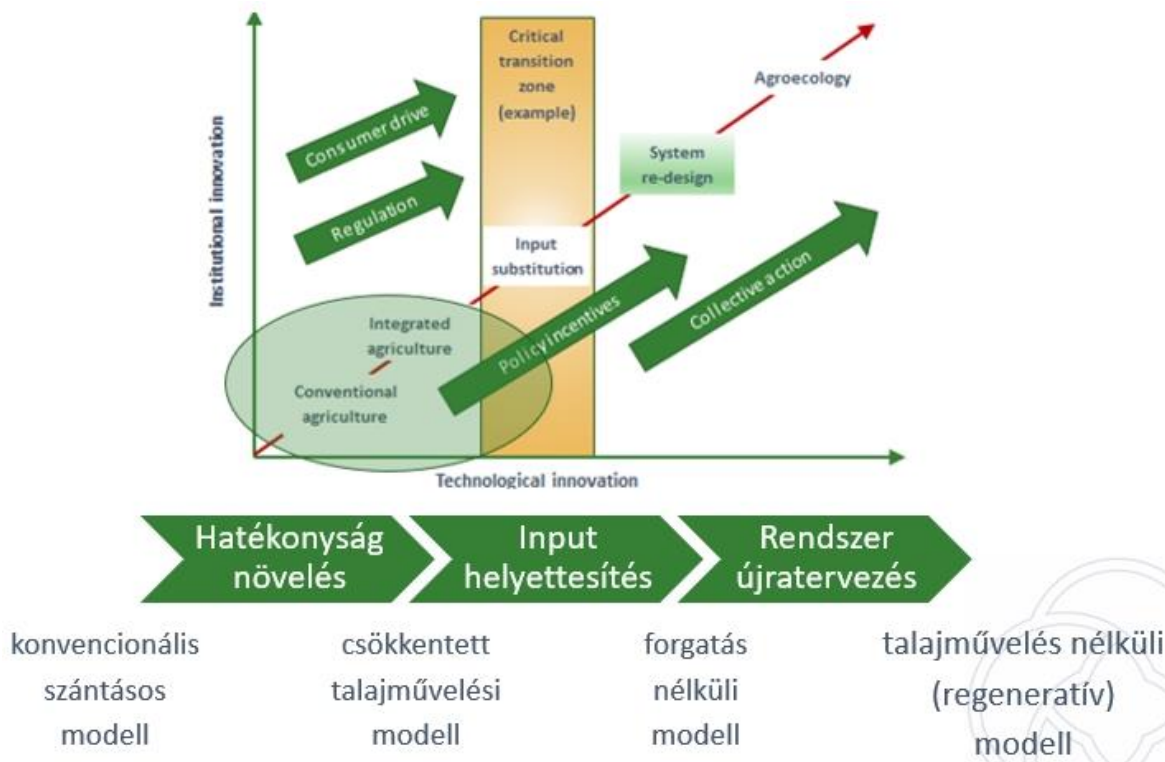 Critical
transition
zone
(example)
Agroecology
Consumer drive
System
re-design
Regulation
Institutional innovation
Input
substitution
Policy incentives
Collective action
Integrated
agriculture
Conventional
agriculture
Technological innovation
Hatékonyság
növelés
Input
helyettesítés
Rendszer
újratervezés
konvencionális
szántásos
modell
csökkentett
talajművelési
modell
forgatás
nélküli
modell
talajművelés nélküli
(regeneratív)
modell